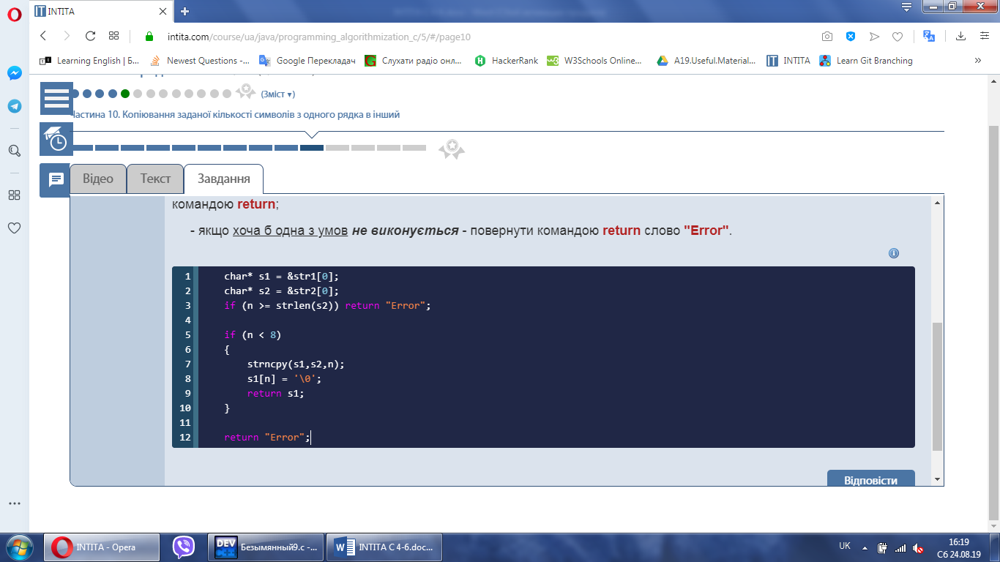 INTITA
intita.com/course/ua/java/programming_algorithmization_c/5/#/page10
Learning English | Б...
Newest Questions -...
Google Перекладач
Слухати радіо онл...
HackerRank
W3Schools Online...
A19.Useful.Material...
INTITA
Learn Git Branching
(Зміст ▾)
Частина 10. Копіювання заданої кількості символів з одного рядка в інший
Відео
Текст
Завдання
командою return;
- якщо хоча б одна з умов не виконується - повернути командою return слово "Error".
1 char* s1 = &str1[0];
2 char* s2 = &str2[0];
3 if (n >= strlen(s2)) return "Error";
4
5 if (n < 8)
6 {
7 strncpy(s1,s2,n);
8 s1[n] = '\0';
9 return s1;
10 }
11
12 return "Error";
Відповісти
INTITA - Opera
Безымянный9.c -...
INTITA C 4-6.doc...
UK
16:19
Сб 24.08.19